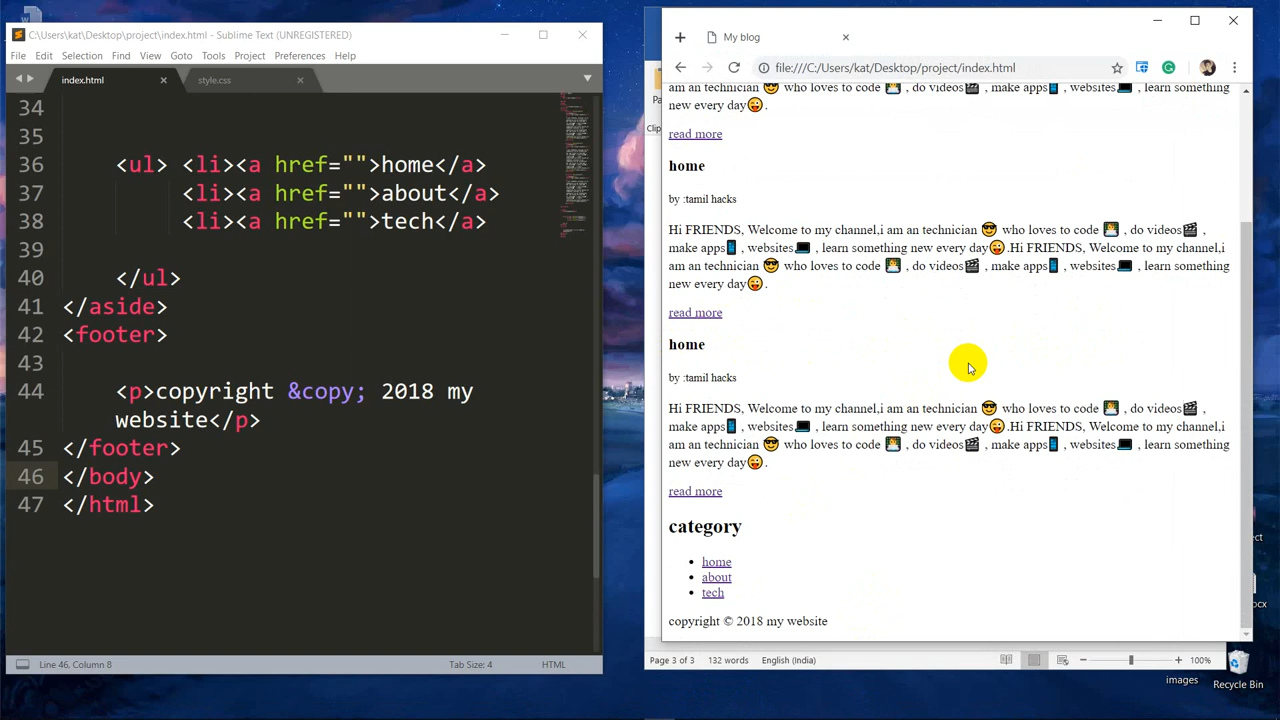 C:\Users\kat\Desktop\project\index.html - Sublime Text (UNREGISTERED)
File Edit Selection Find View Goto Tools Project Preferences Help
index.html
style.css
34
35
36 <ul> <li><a href="">home</a>
37 <li><a href="">about</a>
38 <li><a href="">tech</a>
39
40 </ul>
41 </aside>
42 <footer>
43
44 <p>copyright &copy; 2018 my
website</p>
45 </footer>
46 </body>
47 </html>
Line 46, Column 8
Tab Size: 4
HTML
My blog
file:///C:/Users/kat/Desktop/project/index.html
am an technician 😎 who loves to code 👨‍💻 , do videos🎬 , make apps📱 , websites💻 , learn something
new every day😜.
read more
home
by :tamil hacks
Hi FRIENDS, Welcome to my channel,i am an technician 😎 who loves to code 👨‍💻 , do videos🎬 ,
make apps📱 , websites💻 , learn something new every day😜.Hi FRIENDS, Welcome to my channel,i
am an technician 😎 who loves to code 👨‍💻 , do videos🎬 , make apps📱 , websites💻 , learn something
new every day😜.
read more
home
by :tamil hacks
Hi FRIENDS, Welcome to my channel,i am an technician 😎 who loves to code 👨‍💻 , do videos🎬 ,
make apps📱 , websites💻 , learn something new every day😜.Hi FRIENDS, Welcome to my channel,i
am an technician 😎 who loves to code 👨‍💻 , do videos🎬 , make apps📱 , websites💻 , learn something
new every day😜.
read more
category
• home
• about
• tech
copyright © 2018 my website
Page 3 of 3 132 words English (India)
100%
images
Recycle Bin